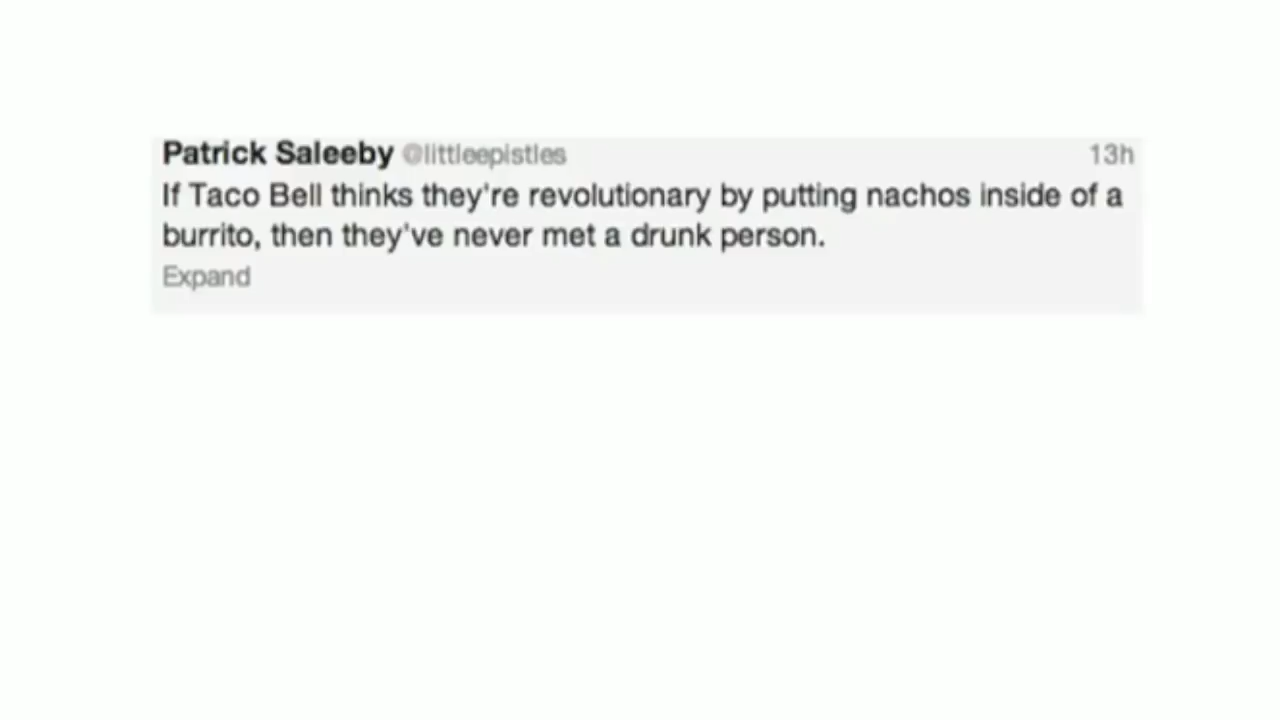 Patrick Saleeby @littleepistles 13h
If Taco Bell thinks they've revolutionary by putting nachos inside of a
burrito, then they've never met a drunk person.
Expand